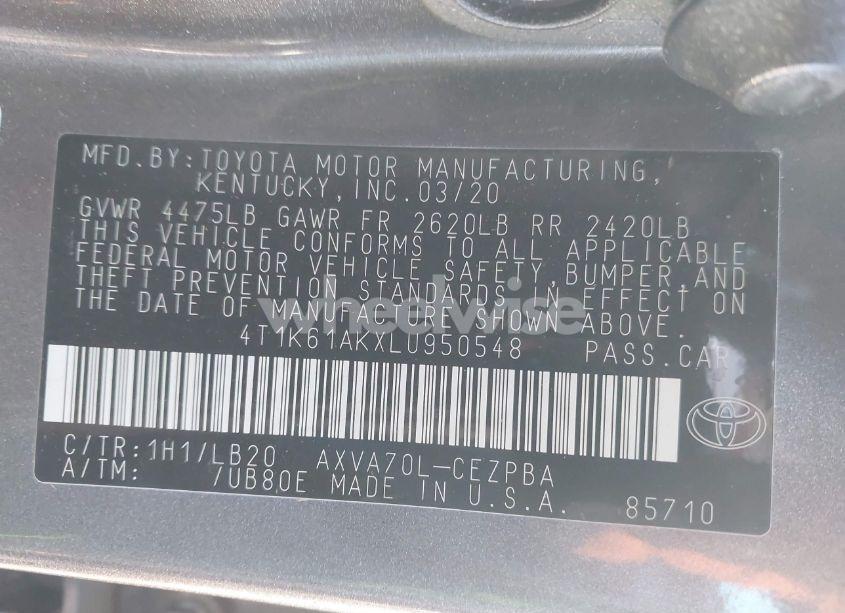 MFD.BY:TOYOTA MOTOR MANUFACTURING,
KENTUCKY,INC.03/20
GVWR 4475LB GAWR FR 2620LB RR 2420LB
THIS VEHICLE CONFORMS TO ALL APPLICABLE
FEDERAL MOTOR VEHICLE SAFETY,BUMPER,AND
THEFT PREVENTION STANDARDS IN EFFECT ON
THE DATE OF MANUFACTURE SHOWN ABOVE.
wheelwise
4T1K61AKXLU950548 PASS.CAR
C/TR:1H1/LB20 AXVA70L-CEZPBA
A/TM: /UB80E MADE IN U.S.A. 85710